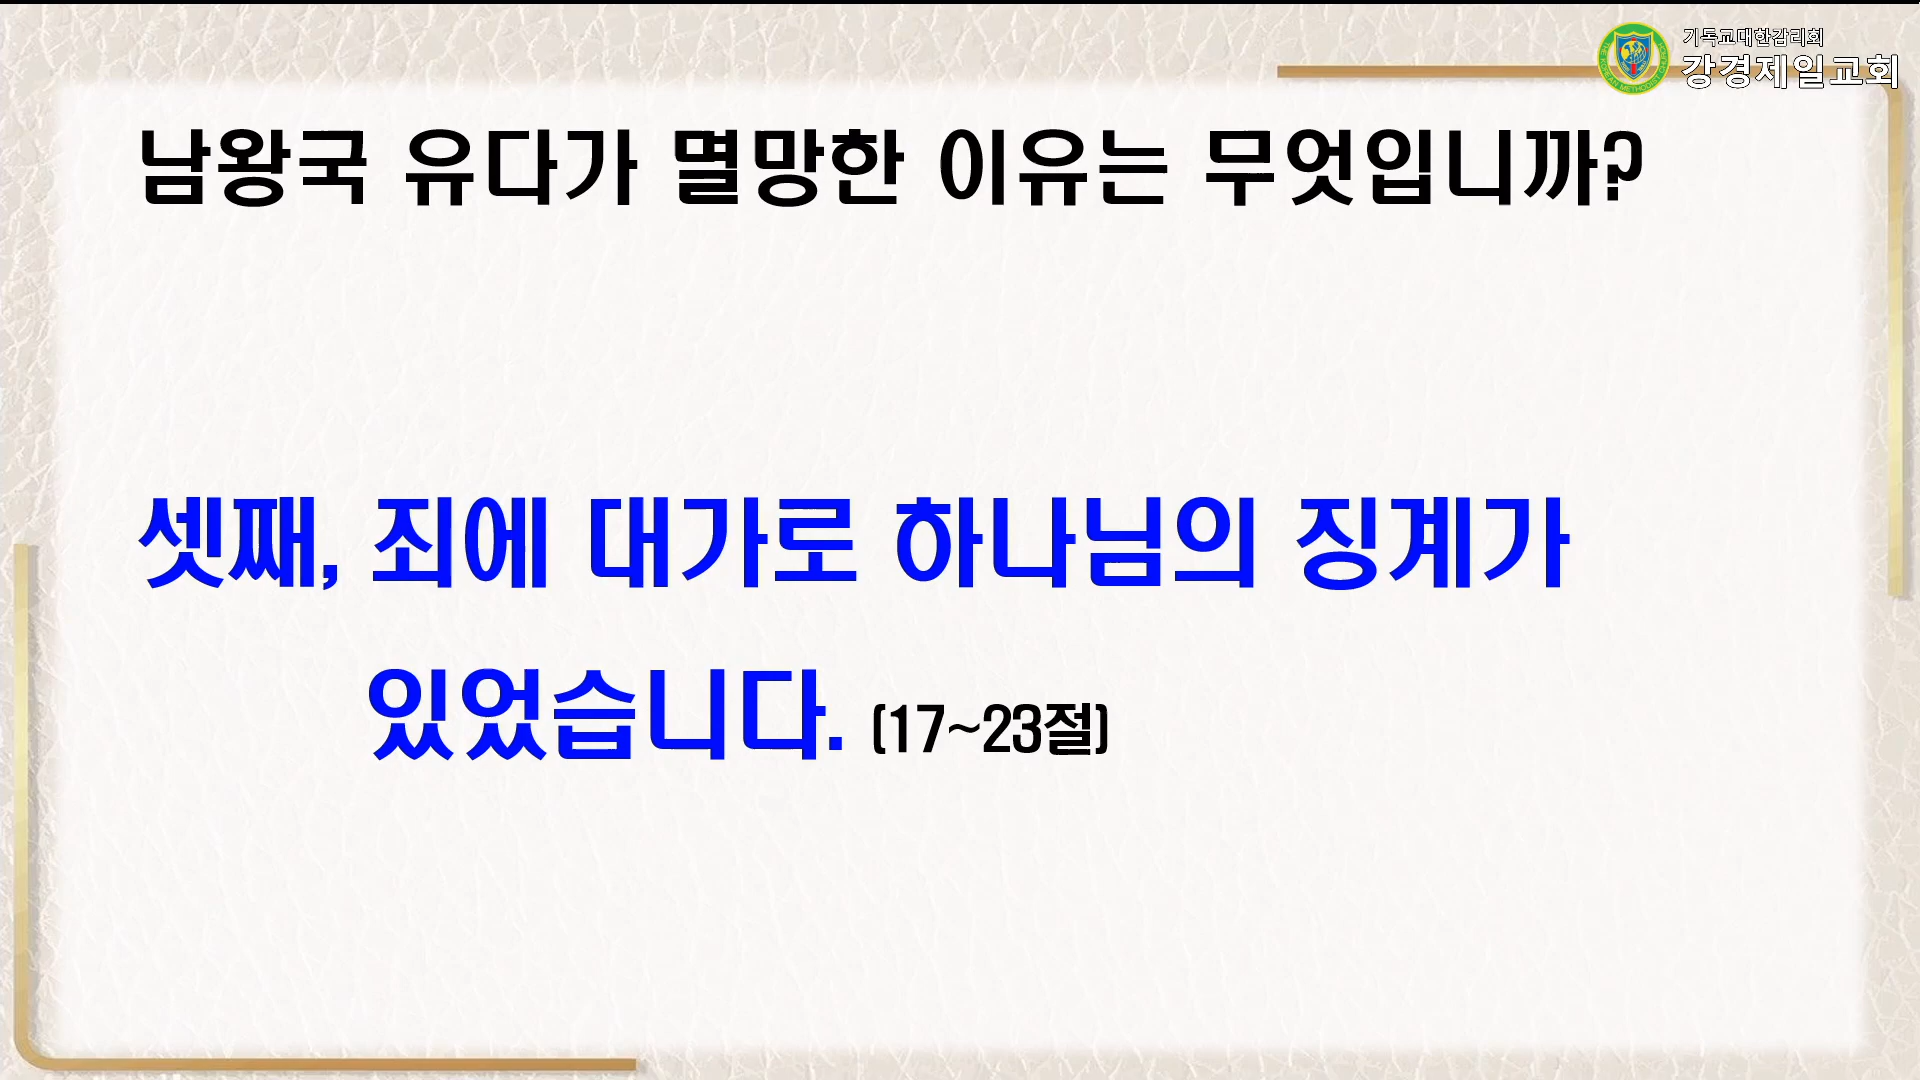 기독교대한감리회
강경제일교회
남왕국 유다가 멸망한 이유는 무엇입니까?
셋째, 죄에 대가로 하나님의 징계가
있었습니다. (17~23절)